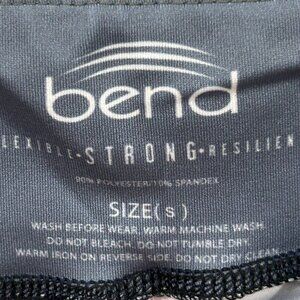 bend
LEXIBLE•STRONG•RESILIEN
90% POLYESTER/10% SPANDEX
SIZE(s)
WASH BEFORE WEAR. WARM MACHINE WASH.
DO NOT BLEACH. DO NOT TUMBLE DRY.
WARM IRON ON REVERSE SIDE. DO NOT DRY CLEAN.